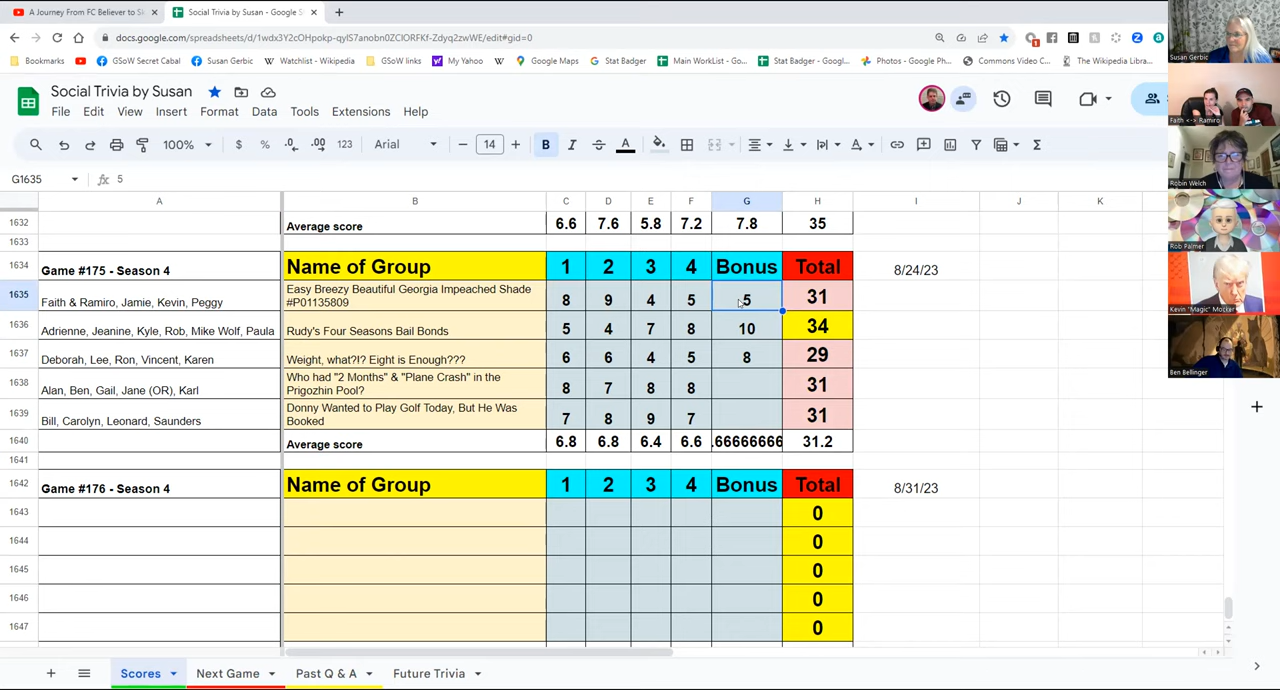 A Journey From FC Believer to Sk
Social Trivia by Susan - Google S
docs.google.com/spreadsheets/d/1wdx3Y2cOHpokp-qylS7anobn0ZClORFKf-Zdyq2zwWE/edit#gid=0
Bookmarks
GSoW Secret Cabal
Susan Gerbic
Watchlist - Wikipedia
GSoW links
My Yahoo
Google Maps
Stat Badger
Main WorkList - Go...
Stat Badger - Googl...
Photos - Google Ph...
Commons Video C...
The Wikipedia Libra...
Social Trivia by Susan
File Edit View Insert Format Data Tools Extensions Help
100% $ % .0 .00 123 Arial 14 B I A
G1635 fx 5
A B C D E F G H I J K
1632 Average score 6.6 7.6 5.8 7.2 7.8 35
1633
1634 Game #175 - Season 4 Name of Group 1 2 3 4 Bonus Total 8/24/23
1635 Faith & Ramiro, Jamie, Kevin, Peggy Easy Breezy Beautiful Georgia Impeached Shade 8 9 4 5 5 31
#P01135809
1636 Adrienne, Jeanine, Kyle, Rob, Mike Wolf, Paula Rudy's Four Seasons Bail Bonds 5 4 7 8 10 34
1637 Deborah, Lee, Ron, Vincent, Karen Weight, what?!? Eight is Enough??? 6 6 4 5 8 29
1638 Alan, Ben, Gail, Jane (OR), Karl Who had "2 Months" & "Plane Crash" in the 8 7 8 8 31
Prigozhin Pool?
1639 Bill, Carolyn, Leonard, Saunders Donny Wanted to Play Golf Today, But He Was 7 8 9 7 31
Booked
1640 Average score 6.8 6.8 6.4 6.6 .66666666 31.2
1641
1642 Game #176 - Season 4 Name of Group 1 2 3 4 Bonus Total 8/31/23
1643 0
1644 0
1645 0
1646 0
1647 0
Scores
Next Game
Past Q & A
Future Trivia
Susan Gerbic
Faith <-> Ramiro
Robin Welch
Rob Palmer
Kevin "Magic" Mocker
Ben Bellinger